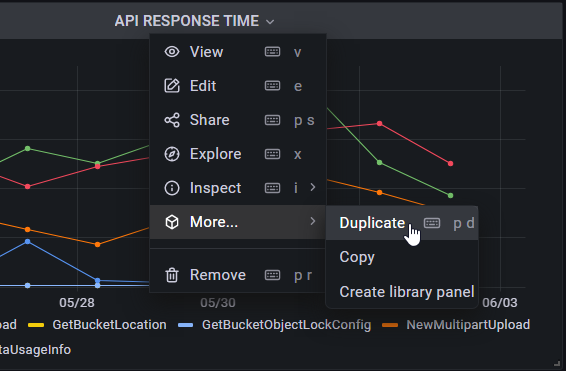 API RESPONSE TIME
View v
Edit e
Share p s
Explore x
Inspect i
More...
Duplicate p d
Copy
Remove p r
Create library panel
05/28 05/30 06/03
GetBucketLocation GetBucketObjectLockConfig NewMultipartUpload
taUsageInfo